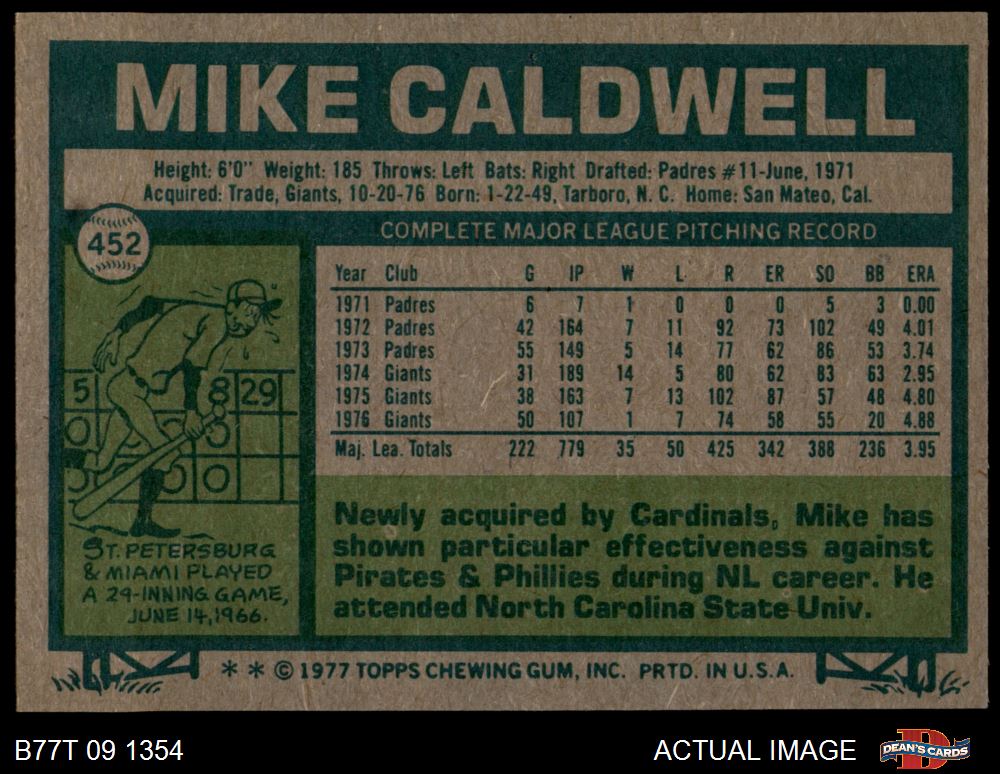 MIKE CALDWELL
Height: 6'0" Weight: 185 Throws: Left Bats: Right Drafted: Padres #11-June, 1971
Acquired: Trade, Giants, 10-20-76 Born: 1-22-49, Tarboro, N. C. Home: San Mateo, Cal.
452
COMPLETE MAJOR LEAGUE PITCHING RECORD
Year Club G IP W L R ER SO BB ERA
1971 Padres 6 7 1 0 0 0 5 3 0.00
1972 Padres 42 164 7 11 92 73 102 49 4.01
1973 Padres 55 149 5 14 77 62 86 53 3.74
1974 Giants 31 189 14 5 80 62 83 63 2.95
1975 Giants 38 163 7 13 102 87 57 48 4.80
1976 Giants 50 107 1 7 74 58 55 20 4.88
Maj. Lea. Totals 222 779 35 50 425 342 388 236 3.95
5 8 29
0 0
0 0 0
ST. PETERSBURG
& MIAMI PLAYED
A 29-INNING GAME,
JUNE 14, 1966.
Newly acquired by Cardinals, Mike has
shown particular effectiveness against
Pirates & Phillies during NL career. He
attended North Carolina State Univ.
* * © 1977 TOPPS CHEWING GUM, INC. PRTD. IN U.S.A.
B77T 09 1354
ACTUAL IMAGE
DEAN'S CARDS